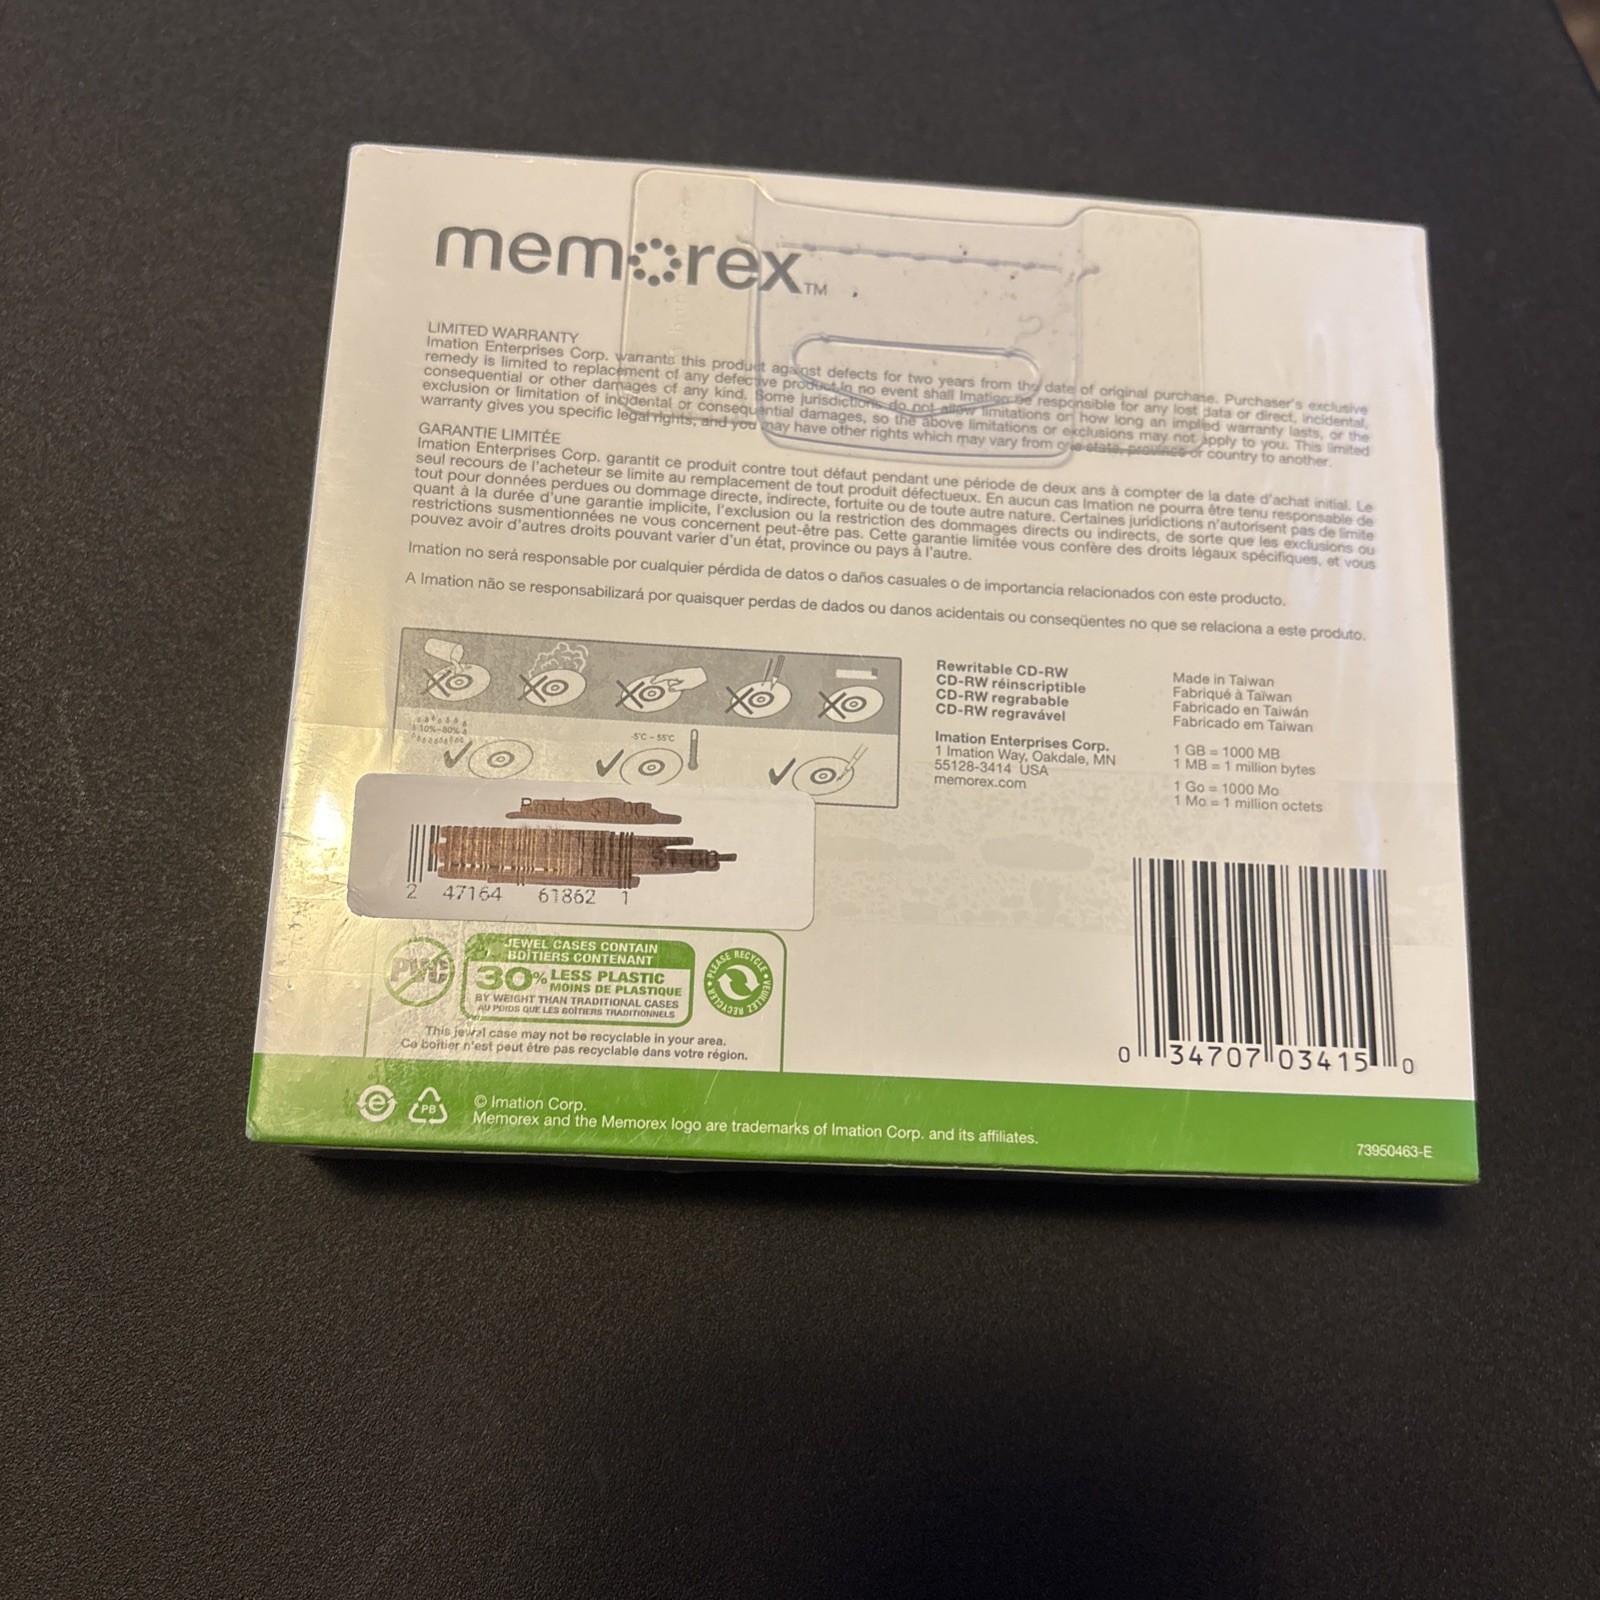 memorex™
LIMITED WARRANTY
Imation Enterprises Corp. warrants this product against defects for two years from the date of original purchase. Purchaser's exclusive
remedy is limited to replacement of any defective product. In no event shall Imation be responsible for any lost data or direct, incidental,
consequential or other damages of any kind. Some jurisdictions do not allow limitations on how long an implied warranty lasts, or the
exclusion or limitation of incidental or consequential damages, so the above limitations or exclusions may not apply to you. This limited
warranty gives you specific legal rights, and you may have other rights which may vary from one state, province or country to another.
GARANTIE LIMITÉE
Imation Enterprises Corp. garantit ce produit contre tout défaut pendant une période de deux ans à compter de la date d'achat initial. Le
seul recours de l'acheteur se limite au remplacement de tout produit défectueux. En aucun cas Imation ne pourra être tenu responsable de
tout pour données perdues ou dommage directe, indirecte, fortuite ou de toute autre nature. Certaines juridictions n'autorisent pas de limite
quant à la durée d'une garantie implicite, l'exclusion ou la restriction des dommages directs ou indirects, de sorte que les exclusions ou
restrictions susmentionnées ne vous concernent peut-être pas. Cette garantie limitée vous confère des droits légaux spécifiques, et vous
pouvez avoir d'autres droits pouvant varier d'un état, province ou pays à l'autre.
Imation no será responsable por cualquier pérdida de datos o daños casuales o de importancia relacionados con este producto.
A Imation não se responsabilizará por quaisquer perdas de dados ou danos acidentais ou conseqüentes no que se relaciona a este produto.
10%-80%
-5°C - 55°C
Rewritable CD-RW
CD-RW réinscriptible
CD-RW regrabable
CD-RW regravável
Imation Enterprises Corp.
1 Imation Way, Oakdale, MN
55128-3414 USA
memorex.com
Made in Taiwan
Fabriqué à Taïwan
Fabricado en Taiwán
Fabricado em Taiwan
1 GB = 1000 MB
1 MB = 1 million bytes
1 Go = 1000 Mo
1 Mo = 1 million octets
$1.00
$1.00
2 47164 61862 1
PVC
JEWEL CASES CONTAIN
BOÎTIERS CONTENANT
30% LESS PLASTIC
MOINS DE PLASTIQUE
BY WEIGHT THAN TRADITIONAL CASES
AU POIDS QUE LES BOÎTIERS TRADITIONNELS
PLEASE RECYCLE • VEUILLEZ RECYCLER •
This jewel case may not be recyclable in your area.
Ce boîtier n'est peut être pas recyclable dans votre région.
0 34707 03415 0
e
PB
© Imation Corp.
Memorex and the Memorex logo are trademarks of Imation Corp. and its affiliates.
73950463-E